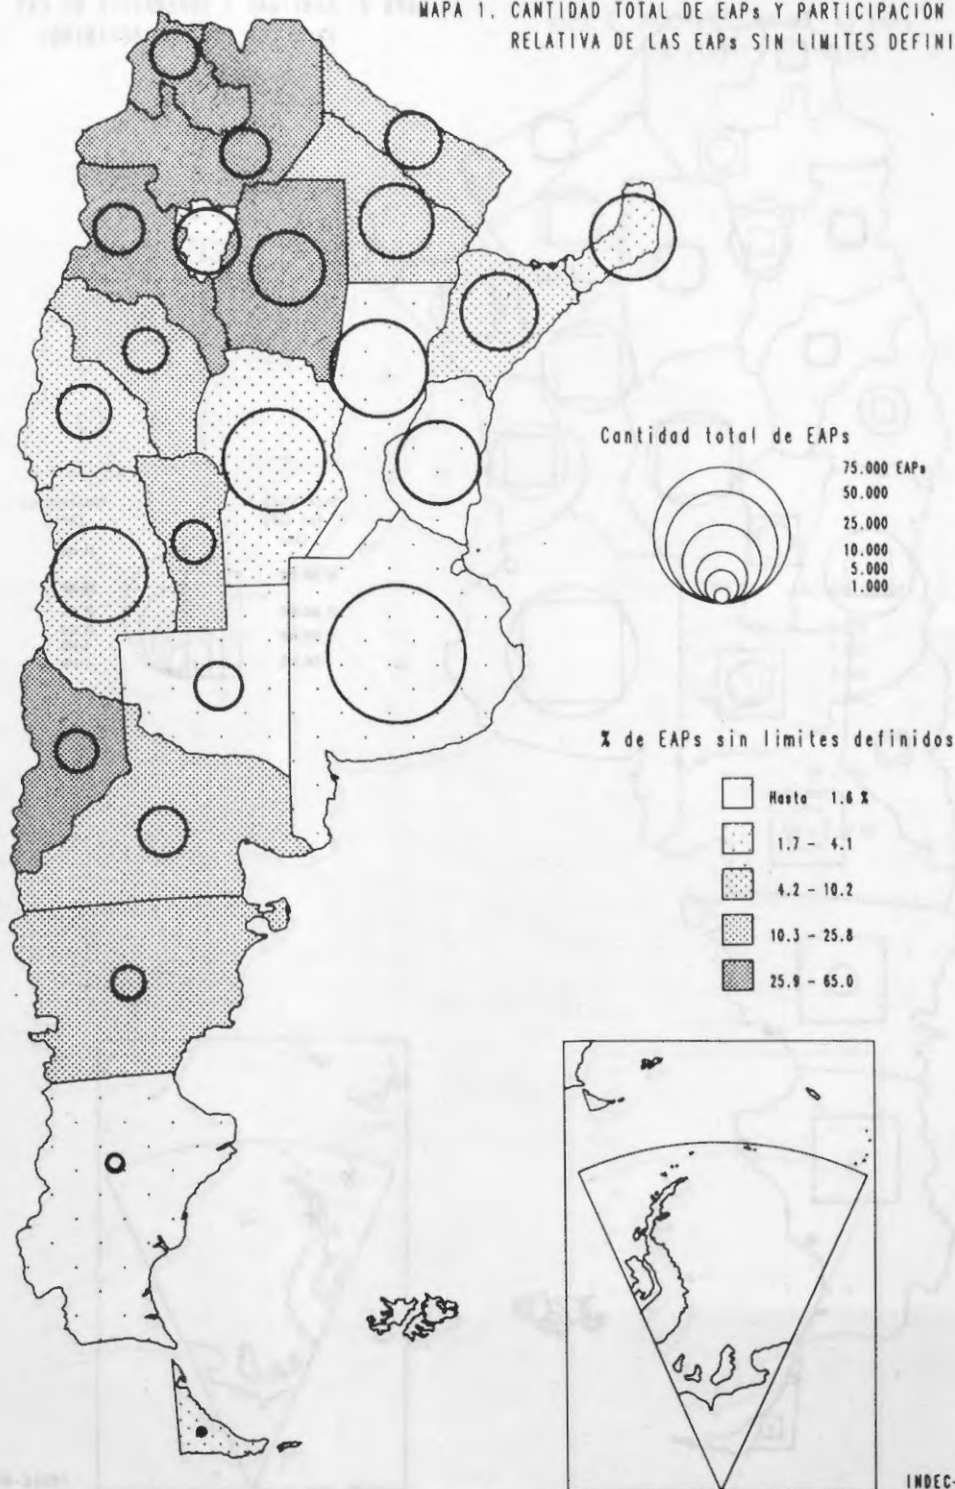 MAPA 1. CANTIDAD TOTAL DE EAPs Y PARTICIPACION
RELATIVA DE LAS EAPs SIN LIMITES DEFINI
Cantidad total de EAPs
75.000 EAPs
50.000
25.000
10.000
5.000
1.000
% de EAPs sin limites definidos
Hasta 1.6 %
1.7 - 4.1
4.2 - 10.2
10.3 - 25.8
25.9 - 65.0
INDEC-